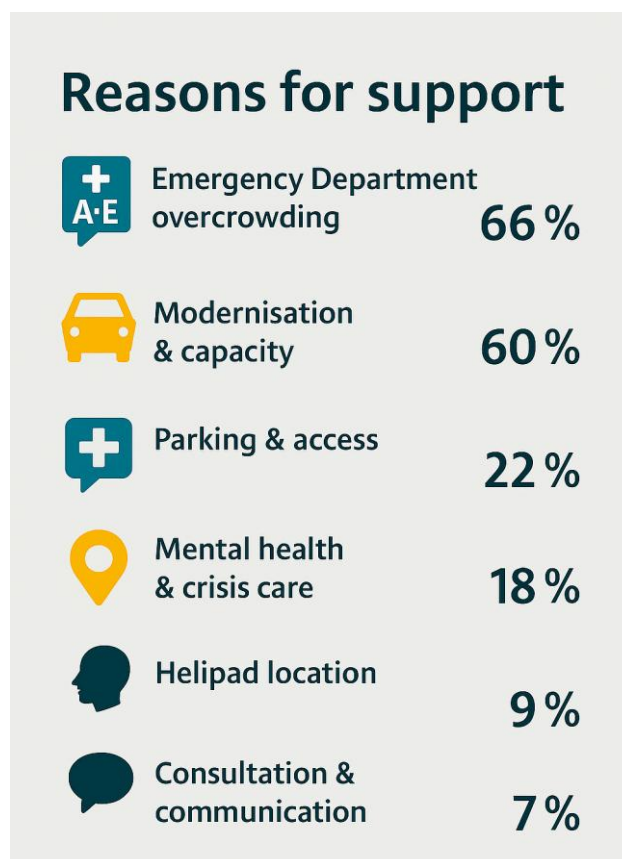 Reasons for support
A·E
Emergency Department
overcrowding
66 %
Modernisation
& capacity
60 %
Parking & access
22 %
Mental health
& crisis care
18 %
Helipad location
9 %
Consultation &
communication
7 %